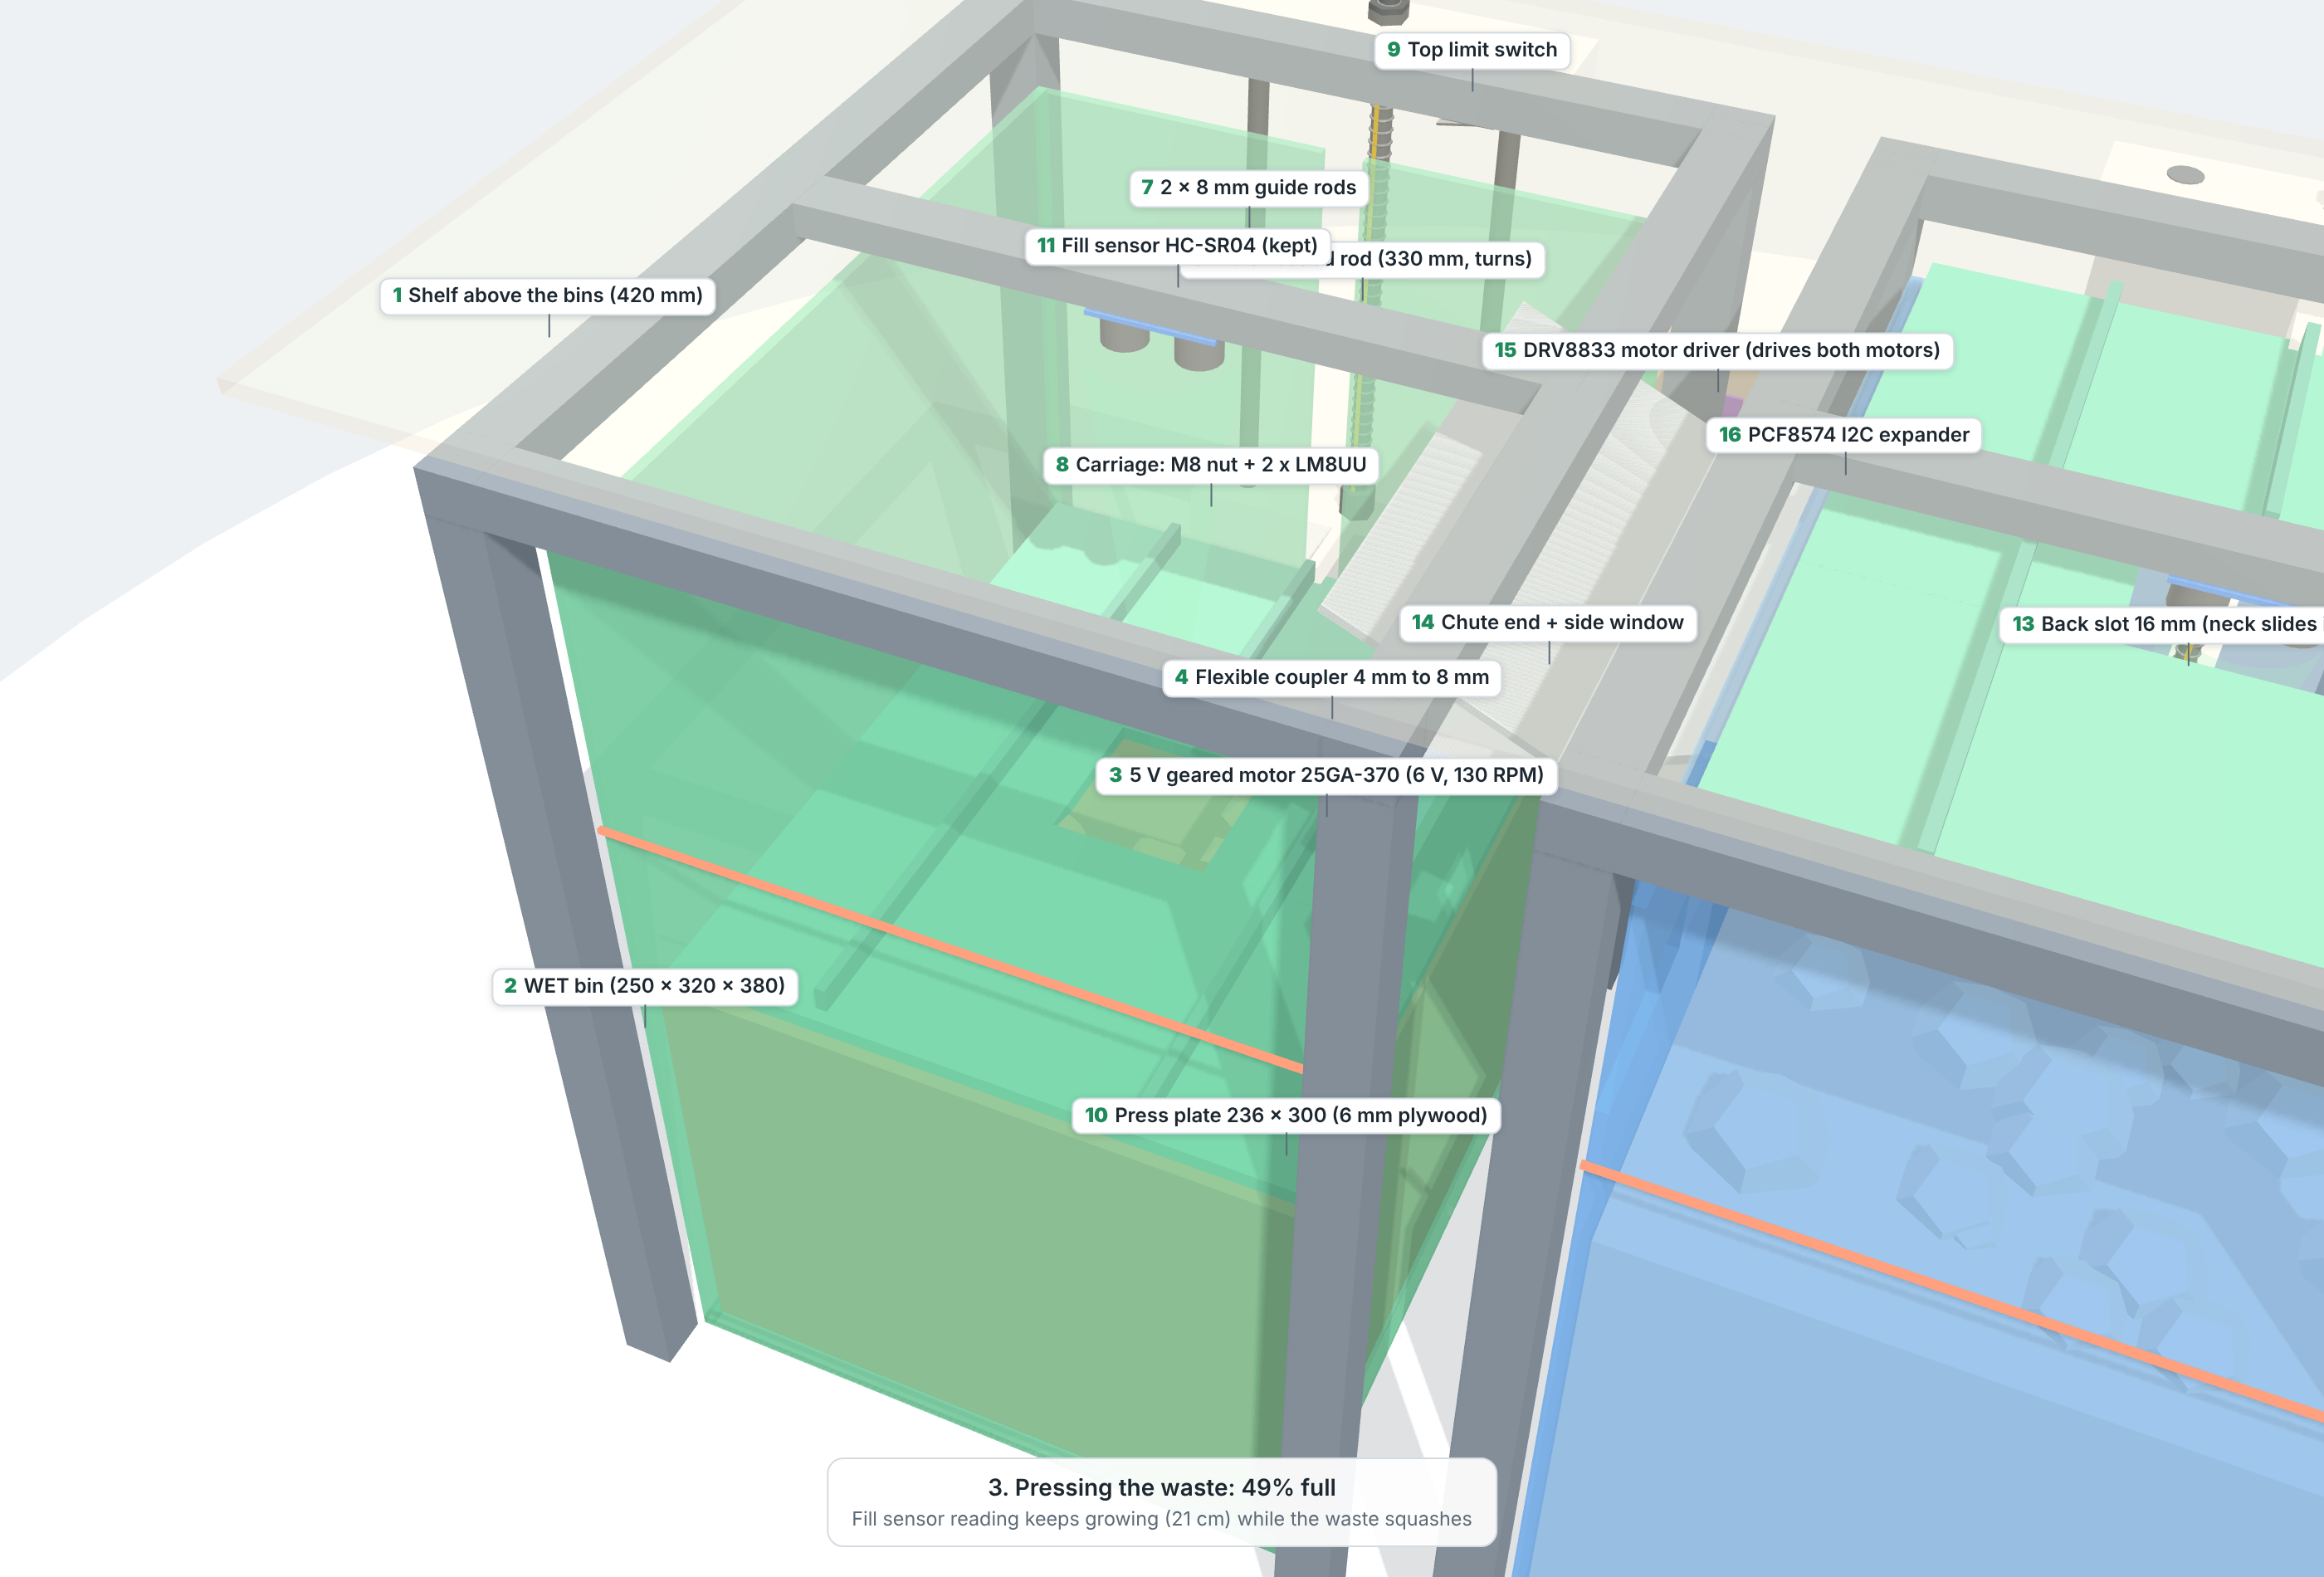 9 Top limit switch
7 2 × 8 mm guide rods
11 Fill sensor HC-SR04 (kept)
rod (330 mm, turns)
1 Shelf above the bins (420 mm)
15 DRV8833 motor driver (drives both motors)
16 PCF8574 I2C expander
8 Carriage: M8 nut + 2 x LM8UU
14 Chute end + side window
13 Back slot 16 mm (neck slides
4 Flexible coupler 4 mm to 8 mm
3 5 V geared motor 25GA-370 (6 V, 130 RPM)
2 WET bin (250 × 320 × 380)
10 Press plate 236 × 300 (6 mm plywood)
3. Pressing the waste: 49% full
Fill sensor reading keeps growing (21 cm) while the waste squashes